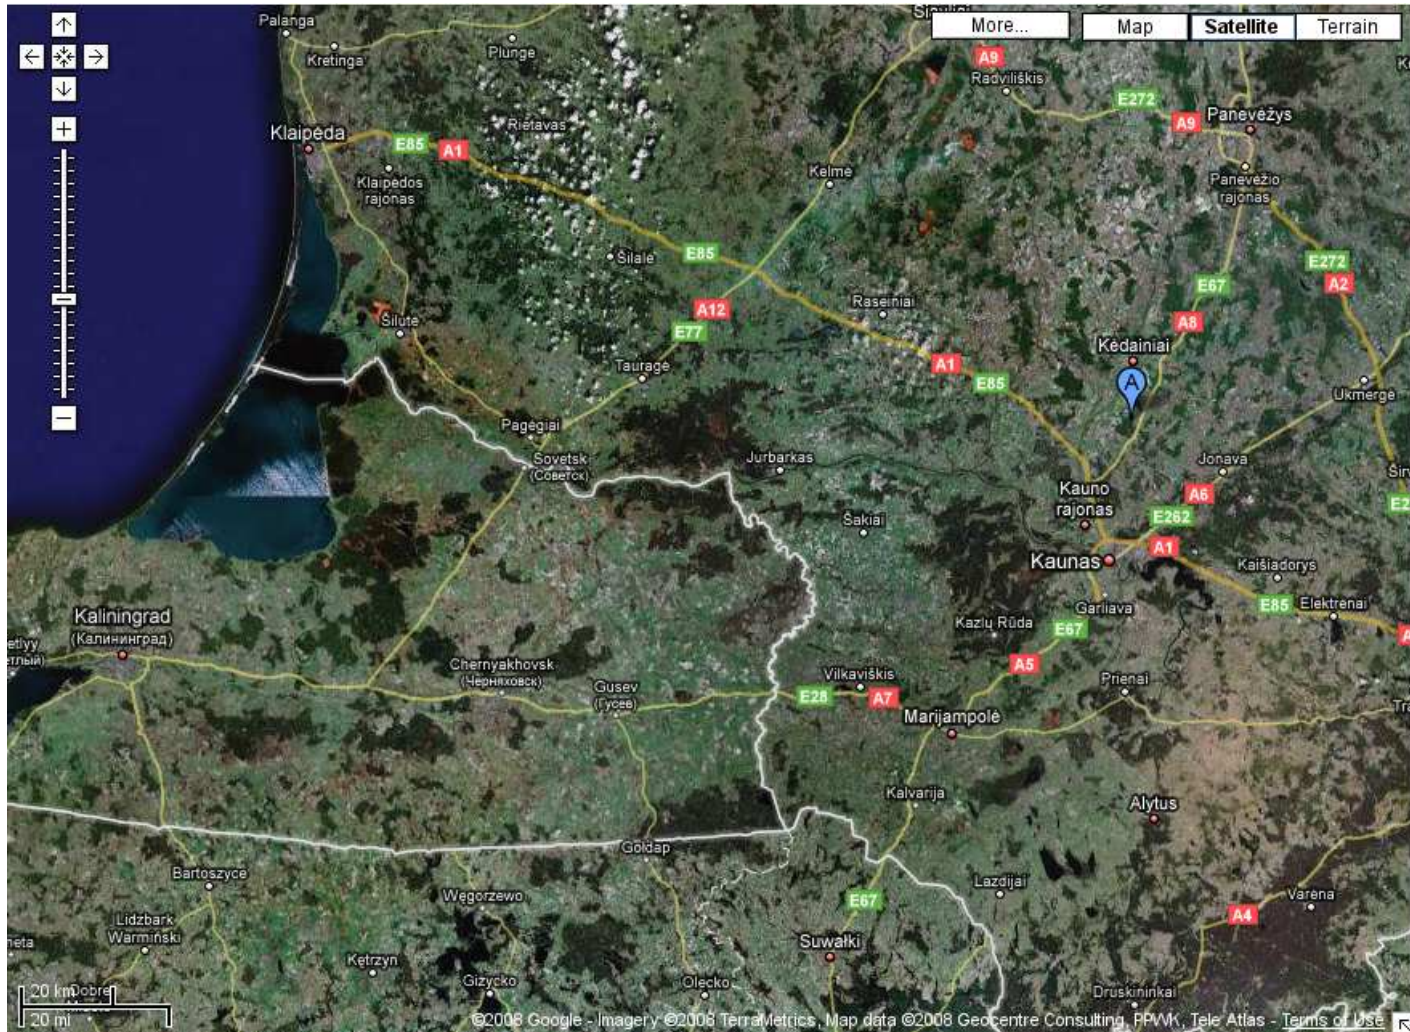 Palanga
Kretinga
Plunge
More...
Map
Satellite
Terrain
A9
Radviliškis
E272
A9
Panevėžys
Klaipėda
E85
A1
Rietavas
Klaipėdos
rajonas
Kelmė
Panevėžio
rajonas
Šilalė
E85
E272
A2
E67
A12
E77
Raseiniai
A8
Šilutė
Kėdainiai
A
Tauragė
A1
E85
Ukmergė
Pagėgiai
Sovetsk
(Советск)
Jurbarkas
Jonava
Kauno
rajonas
A6
E262
Šakiai
A1
Kaunas
Kaišiadorys
E85
Elektrėnai
Garliava
Kaliningrad
(Калининград)
Kazlų Rūda
E67
A5
Chernyakhovsk
(Черняховск)
Gusev
(Гусев)
E28
Vilkaviškis
A7
Prienai
Marijampolė
Kalvarija
Alytus
Gołdap
Bartoszyce
Węgorzewo
Lazdijai
E67
Varėna
A4
Lidzbark
Warmiński
Suwałki
Kętrzyn
Giżycko
Olecko
Druskininkai
20 km
Dobre
Miasto
20 mi
©2008 Google - Imagery ©2008 TerraMetrics, Map data ©2008 Geocentre Consulting, PPWK, Tele Atlas - Terms of Use